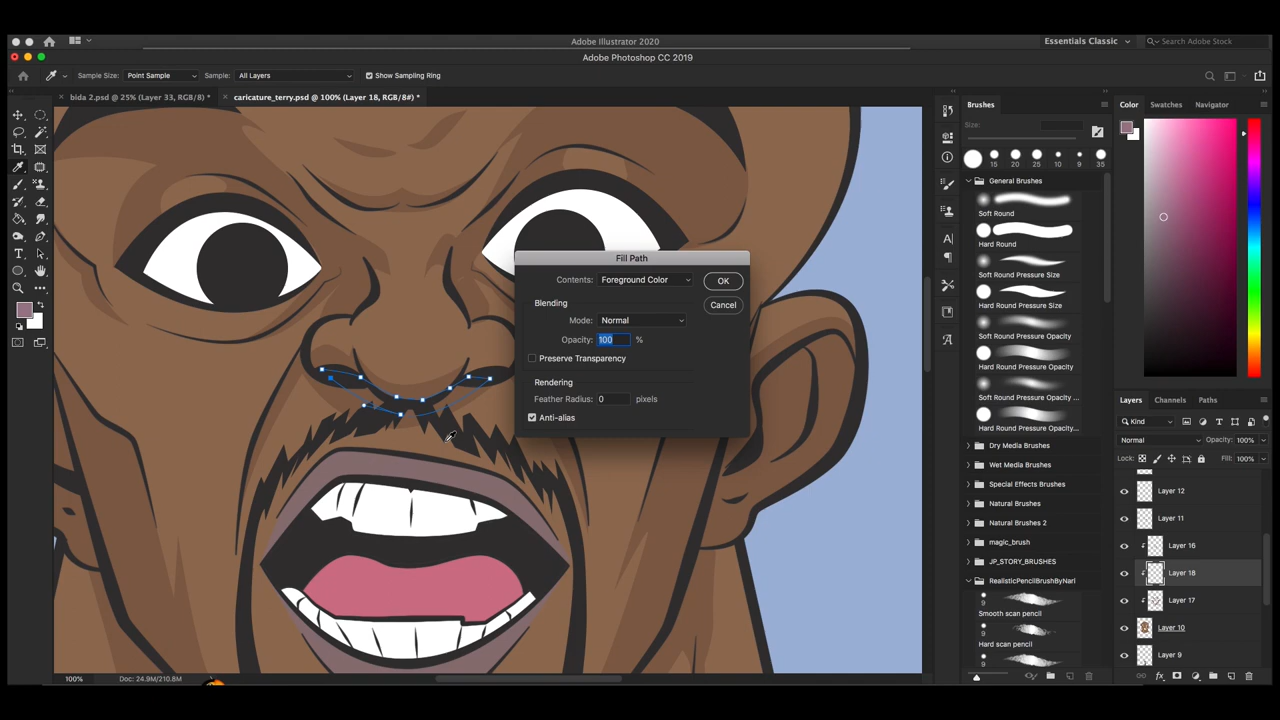 Adobe Illustrator 2020
Essentials Classic
Search Adobe Stock
Adobe Photoshop CC 2019
Sample Size: Point Sample Sample: All Layers Show Sampling Ring
bida 2.psd @ 25% (Layer 33, RGB/8) *
caricature_terry.psd @ 100% (Layer 18, RGB/8#) *
Fill Path
Contents: Foreground Color
OK
Blending
Cancel
Mode: Normal
Opacity: 100 %
Preserve Transparency
Rendering
Feather Radius: 0 pixels
Anti-alias
Brushes
Size:
15 20 25 10 9 35
General Brushes
Soft Round
Hard Round
Soft Round Pressure Size
Hard Round Pressure Size
Soft Round Pressure Opacity
Hard Round Pressure Opacity
Soft Round Pressure Opacity ...
Hard Round Pressure Opacity...
Dry Media Brushes
Wet Media Brushes
Special Effects Brushes
Natural Brushes
Natural Brushes 2
magic_brush
JP_STORY_BRUSHES
RealisticPencilBrushByNarl
9
Smooth scan pencil
9
Hard scan pencil
9
Color Swatches Navigator
Layers Channels Paths
Kind
Normal Opacity: 100%
Lock: Fill: 100%
Layer 12
Layer 11
Layer 16
Layer 18
Layer 17
Layer 10
Layer 9
fx
100% Doc: 24.9M/210.8M